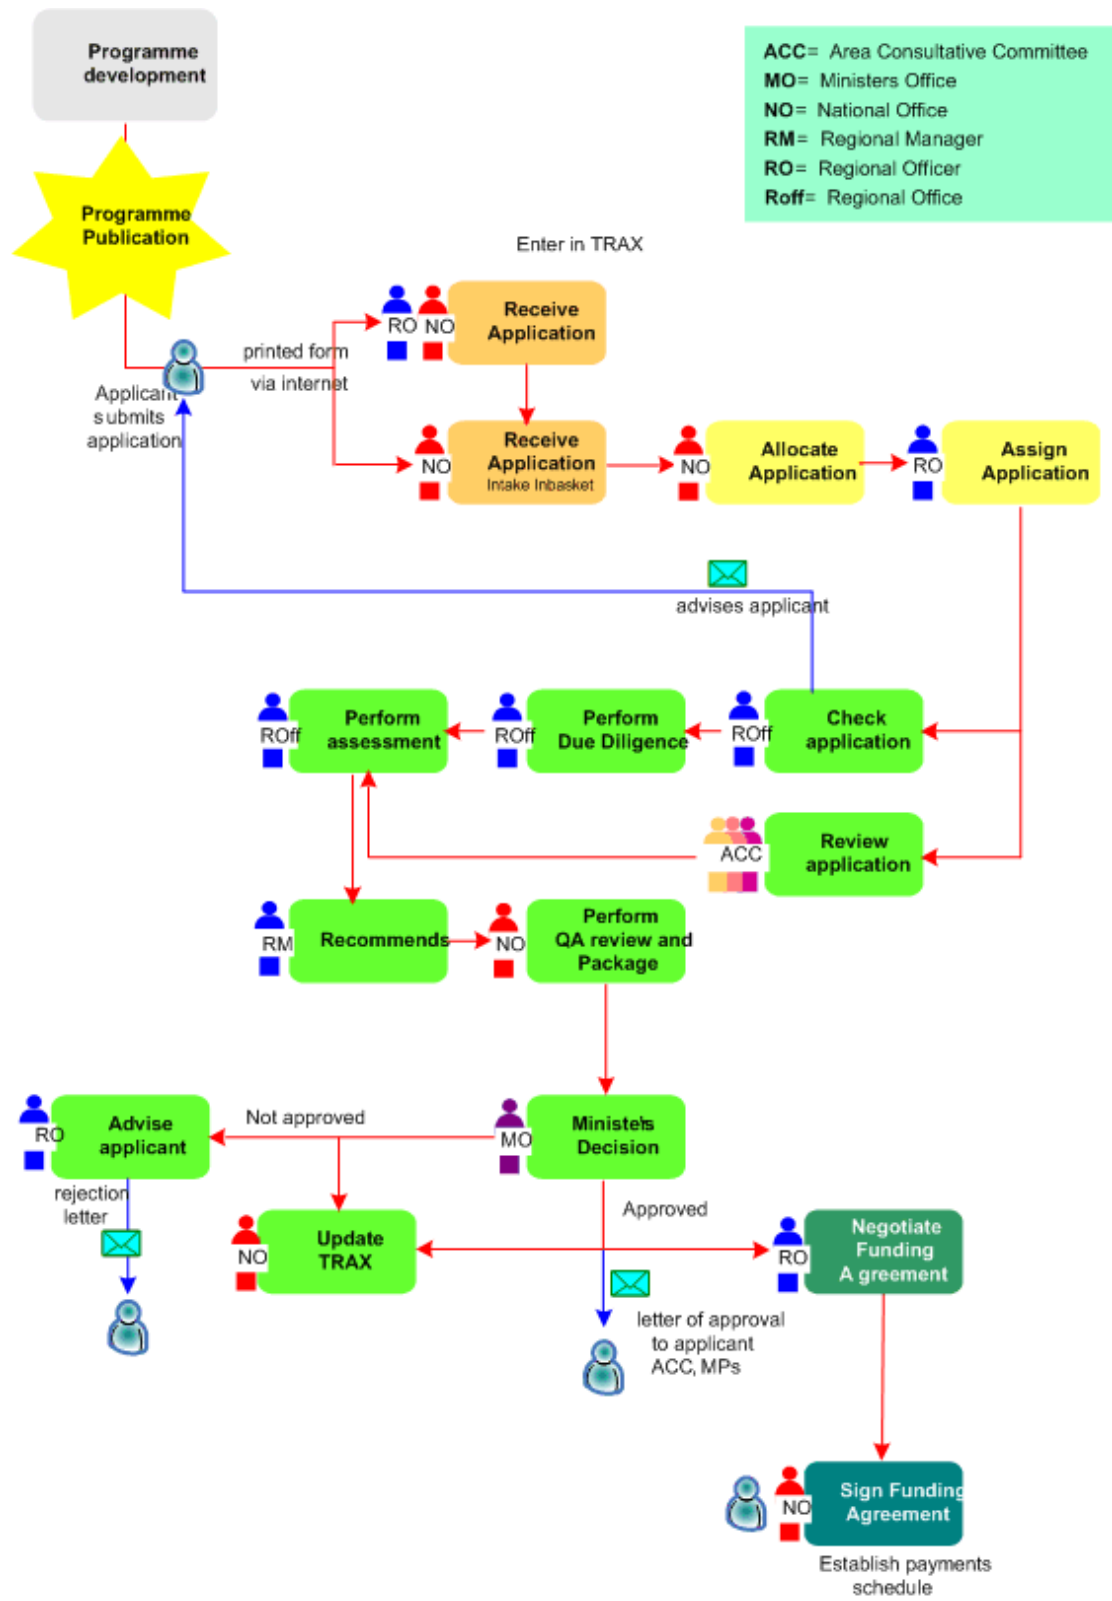 Programme
development
ACC= Area Consultative Committee
MO= Ministers Office
NO= National Office
RM= Regional Manager
RO= Regional Officer
Roff= Regional Office
Programme
Publication
Enter in TRAX
RO NO
Receive
Application
printed form
via internet
Applicant
submits
application
NO
Receive
Application
Intake Inbasket
NO
Allocate
Application
RO
Assign
Application
advises applicant
ROff
Perform
assessment
ROff
Perform
Due Diligence
ROff
Check
application
ACC
Review
application
RM
Recommends
NO
Perform
QA review and
Package
RO
Advise
applicant
Not approved
MO
Ministe's
Decision
rejection
letter
NO
Update
TRAX
Approved
RO
Negotiate
Funding
A greement
letter of approval
to applicant
ACC, MPs
NO
Sign Funding
Agreement
Establish payments
schedule